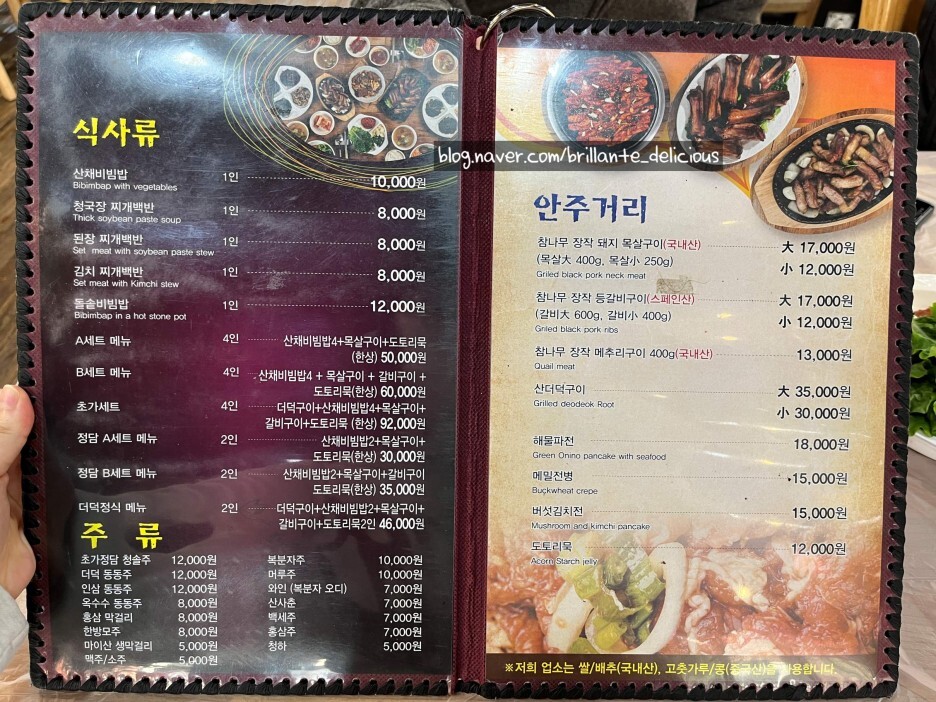 blog.naver.com/brillante_delicious
식사류
산채비빔밥 1인 10,000원
Bibimbap with vegetables
청국장 찌개백반 1인 8,000원
Thick soybean paste soup
된장 찌개백반 1인 8,000원
Set meat with soybean paste stew
김치 찌개백반 1인 8,000원
Set meat with Kimchi stew
돌솥비빔밥 1인 12,000원
Bibimbap in a hot stone pot
A세트 메뉴 4인 산채비빔밥4+목살구이+도토리묵
(한상) 50,000원
B세트 메뉴 4인 산채비빔밥4 + 목살구이 + 갈비구이 +
도토리묵(한상) 60,000원
초가세트 4인 더덕구이+산채비빔밥4+목살구이+
갈비구이+도토리묵 (한상) 92,000원
정담 A세트 메뉴 2인 산채비빔밥2+목살구이+
도토리묵(한상) 30,000원
정담 B세트 메뉴 2인 산채비빔밥2+목살구이+갈비구이
도토리묵(한상) 35,000원
더덕정식 메뉴 2인 더덕구이+산채비빔밥2+목살구이+
갈비구이+도토리묵2인 46,000원
주 류
초가정담 청솔주 12,000원
더덕 동동주 12,000원
인삼 동동주 12,000원
옥수수 동동주 8,000원
홍삼 막걸리 8,000원
한방모주 8,000원
마이산 생막걸리 5,000원
맥주/소주 5,000원
복분자주 10,000원
머루주 10,000원
와인 (복분자 오디) 7,000원
산사춘 7,000원
백세주 7,000원
홍삼주 7,000원
청하 5,000원
안주거리
참나무 장작 돼지 목살구이(국내산) 大 17,000원
(목살大 400g, 목살小 250g) 小 12,000원
Griled black pork neck meat
참나무 장작 등갈비구이(스페인산) 大 17,000원
(갈비大 600g, 갈비小 400g) 小 12,000원
Griled black pork ribs
참나무 장작 메추리구이 400g(국내산) 13,000원
Quail meat
산더덕구이 大 35,000원
Grilled deodeok Root 小 30,000원
해물파전 18,000원
Green Onino pancake with seafood
메밀전병 15,000원
Buckwheat crepe
버섯김치전 15,000원
Mushroom and kimchi pancake
도토리묵 12,000원
Acorn Starch jelly
※저희 업소는 쌀/배추(국내산), 고춧가루/콩(중국산)을 사용합니다.